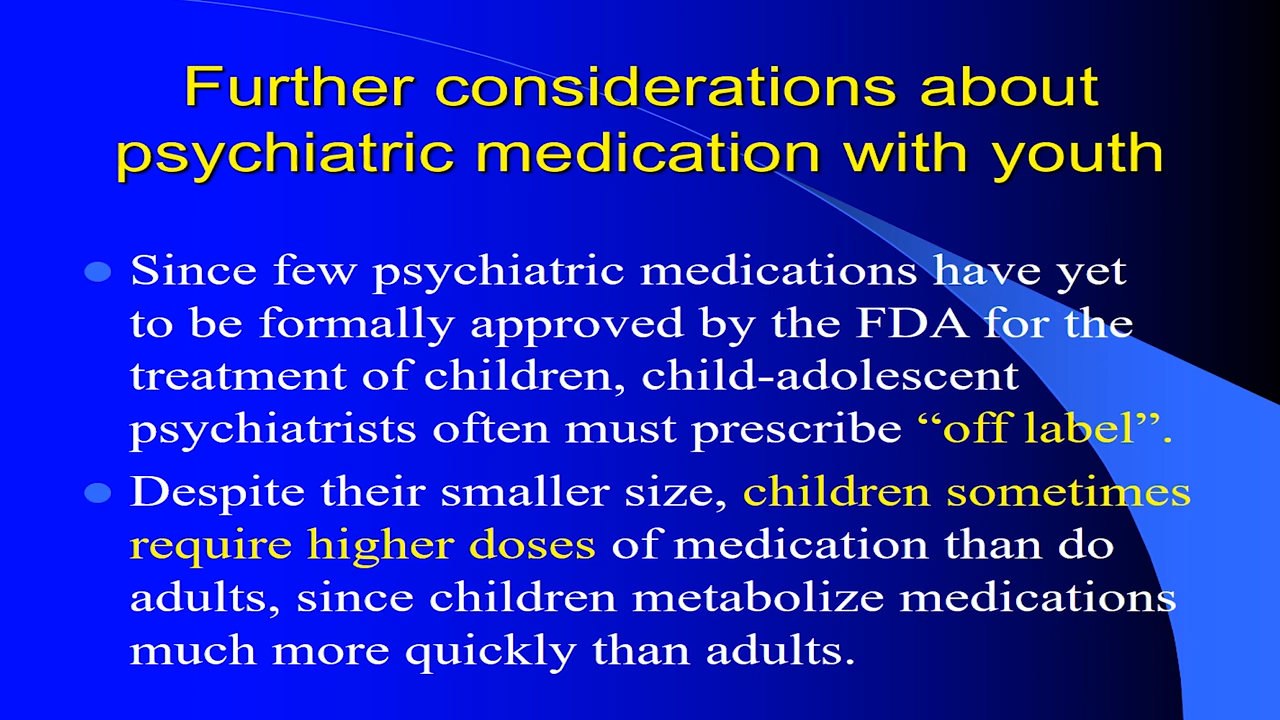 Further considerations about
psychiatric medication with youth
Since few psychiatric medications have yet
to be formally approved by the FDA for the
treatment of children, child-adolescent
psychiatrists often must prescribe “off label”.
Despite their smaller size, children sometimes
require higher doses of medication than do
adults, since children metabolize medications
much more quickly than adults.